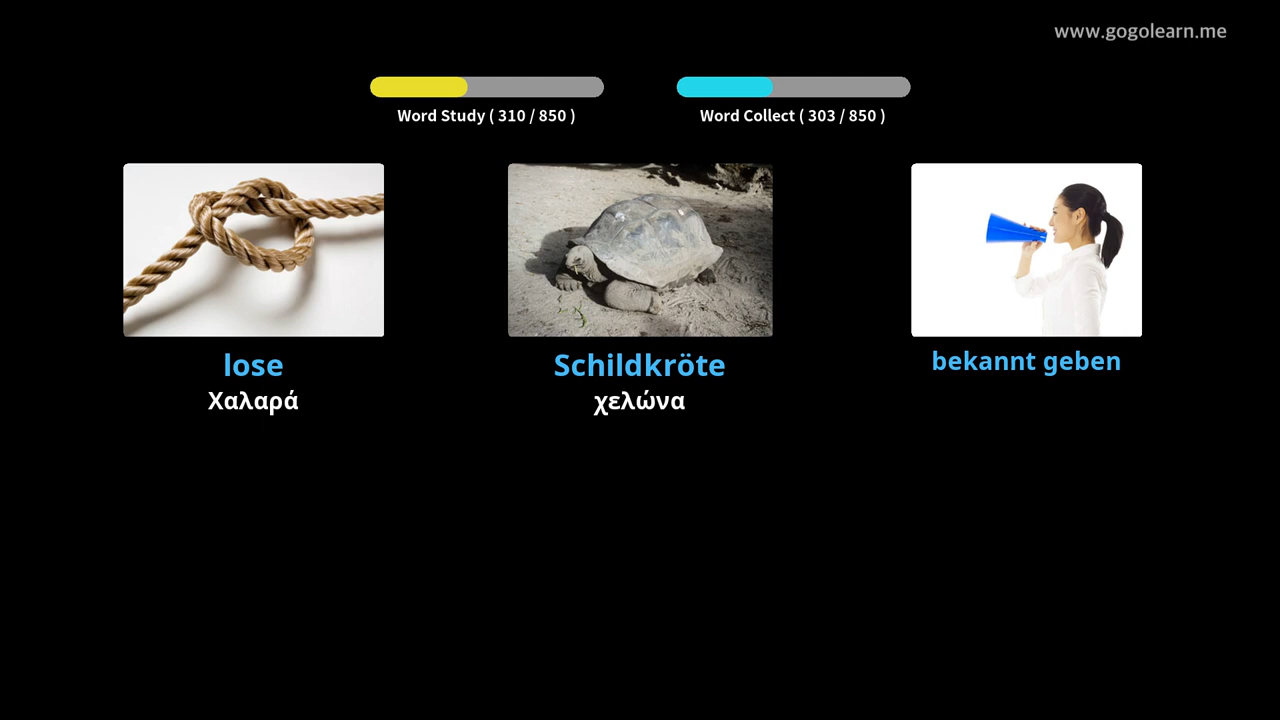 www.gogolearn.me
Word Study ( 310 / 850 )
Word Collect ( 303 / 850 )
lose
Χαλαρά
Schildkröte
χελώνα
bekannt geben